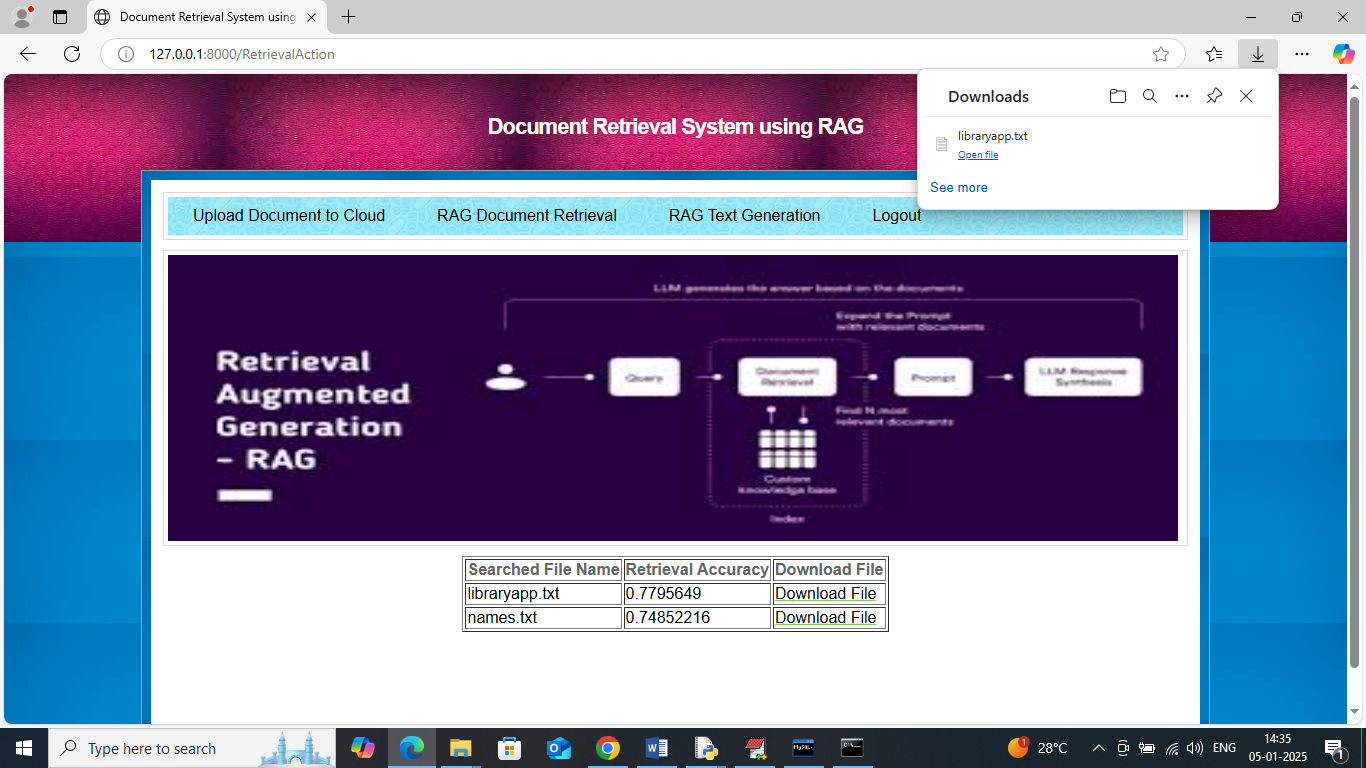 Document Retrieval System using
127.0.0.1:8000/RetrievalAction
Downloads
libraryapp.txt
Open file
See more
Document Retrieval System using RAG
Upload Document to Cloud RAG Document Retrieval RAG Text Generation Logout
LLM generates the answer based on the documents
Expand the Prompt
with relevant documents
Retrieval
Augmented
Generation
– RAG
Query
Document
Retrieval
Prompt
LLM Response
Synthesis
Find N most
relevant documents
Custom
knowledge base
Index
Searched File Name Retrieval Accuracy Download File
libraryapp.txt 0.7795649 Download File
names.txt 0.74852216 Download File
Type here to search
1
28°C
ENG
14:35
05-01-2025
1